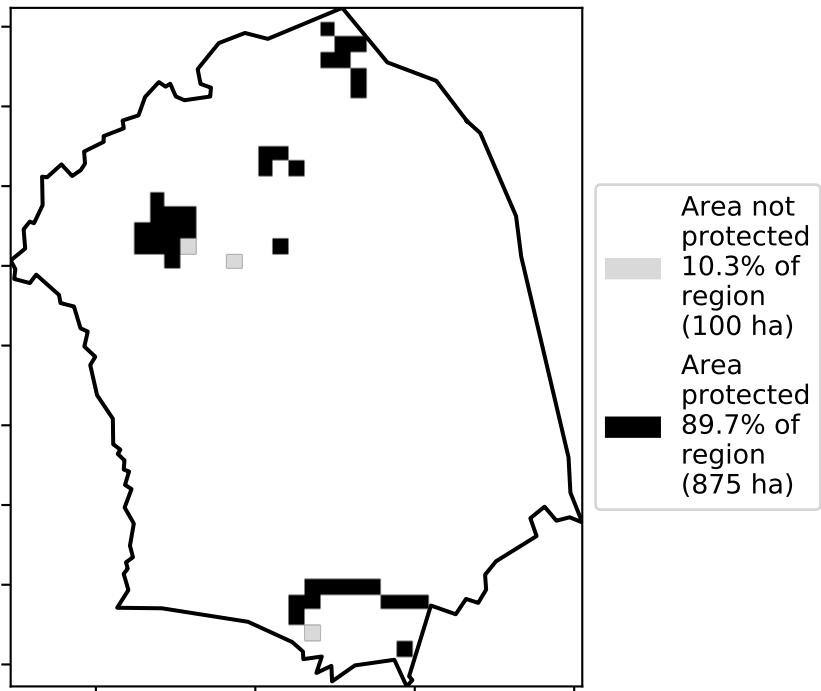 Area not
protected
10.3% of
region
(100 ha)
Area
protected
89.7% of
region
(875 ha)